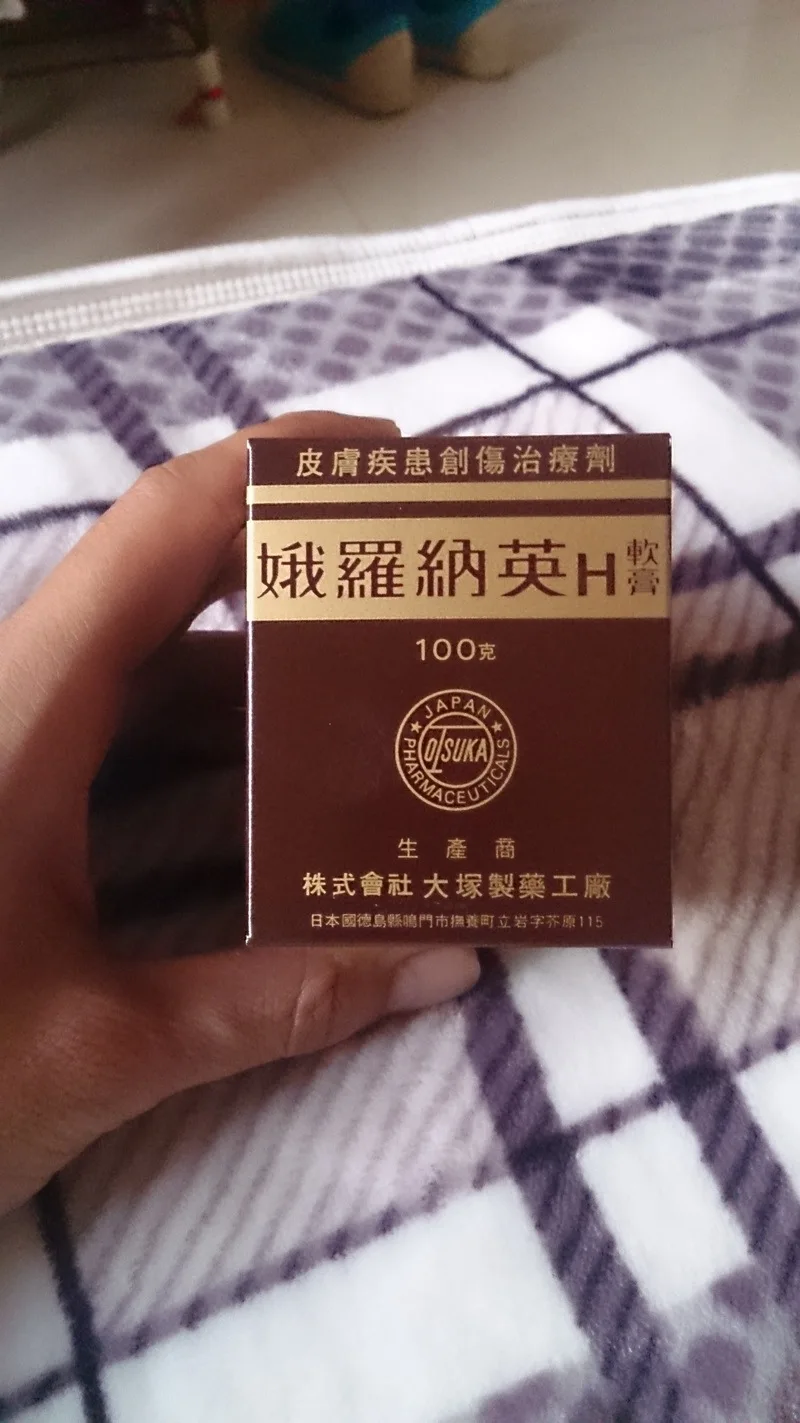 皮膚疾患創傷治療劑
娥羅納英H軟膏
100克
JAPAN
OTSUKA
PHARMACEUTICALS
生產商
株式會社大塚製藥工廠
日本國德島縣鳴門市撫養町立岩字芥原115